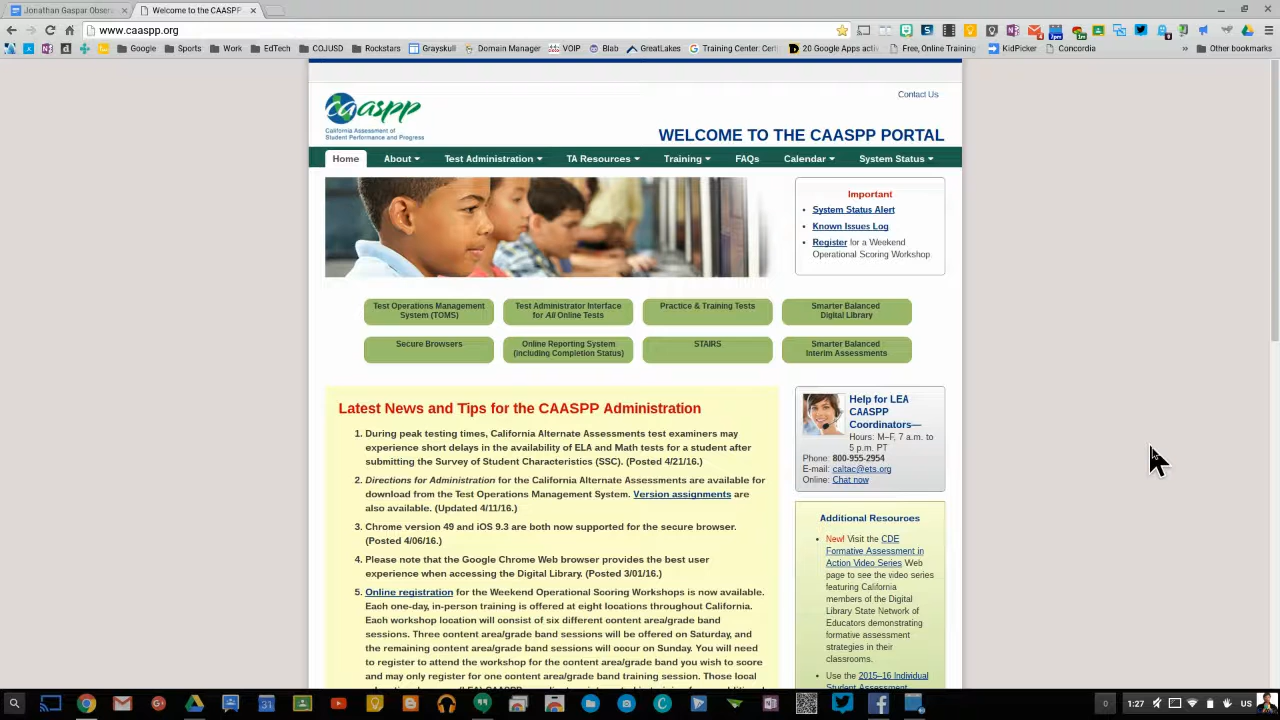 Jonathan Gaspar Obser
Welcome to the CAASPP
www.caaspp.org
Google
Sports
Work
EdTech
COJUSD
Rockstars
Grayskull
Domain Manager
VOIP
Blab
GreatLakes
Training Center: Cert
20 Google Apps activ
Free, Online Training
KidPicker
Concordia
Other bookmarks
Contact Us
caaspp
California Assessment of
Student Performance and Progress
WELCOME TO THE CAASPP PORTAL
Home About Test Administration TA Resources Training FAQs Calendar System Status
Important
• System Status Alert
• Known Issues Log
• Register for a Weekend
Operational Scoring Workshop
Test Operations Management
System (TOMS)
Test Administrator Interface
for All Online Tests
Practice & Training Tests
Smarter Balanced
Digital Library
Secure Browsers
Online Reporting System
(including Completion Status)
STAIRS
Smarter Balanced
Interim Assessments
Latest News and Tips for the CAASPP Administration
1. During peak testing times, California Alternate Assessments test examiners may
experience short delays in the availability of ELA and Math tests for a student after
submitting the Survey of Student Characteristics (SSC). (Posted 4/21/16.)
2. Directions for Administration for the California Alternate Assessments are available for
download from the Test Operations Management System. Version assignments are
also available. (Updated 4/11/16.)
3. Chrome version 49 and iOS 9.3 are both now supported for the secure browser.
(Posted 4/06/16.)
4. Please note that the Google Chrome Web browser provides the best user
experience when accessing the Digital Library. (Posted 3/01/16.)
5. Online registration for the Weekend Operational Scoring Workshops is now available.
Each one-day, in-person training is offered at eight locations throughout California.
Each workshop location will consist of six different content area/grade band
sessions. Three content area/grade band sessions will be offered on Saturday, and
the remaining content area/grade band sessions will occur on Sunday. You will need
to register to attend the workshop for the content area/grade band you wish to score
and may only register for one content area/grade band training session. Those local
Help for LEA
CAASPP
Coordinators—
Hours: M–F, 7 a.m. to
5 p.m. PT
Phone: 800-955-2954
E-mail: caltac@ets.org
Online: Chat now
Additional Resources
• New! Visit the CDE
Formative Assessment in
Action Video Series Web
page to see the video series
featuring California
members of the Digital
Library State Network of
Educators demonstrating
formative assessment
strategies in their
classrooms.
• Use the 2015–16 Individual
Student Assessment
0
1:27
US